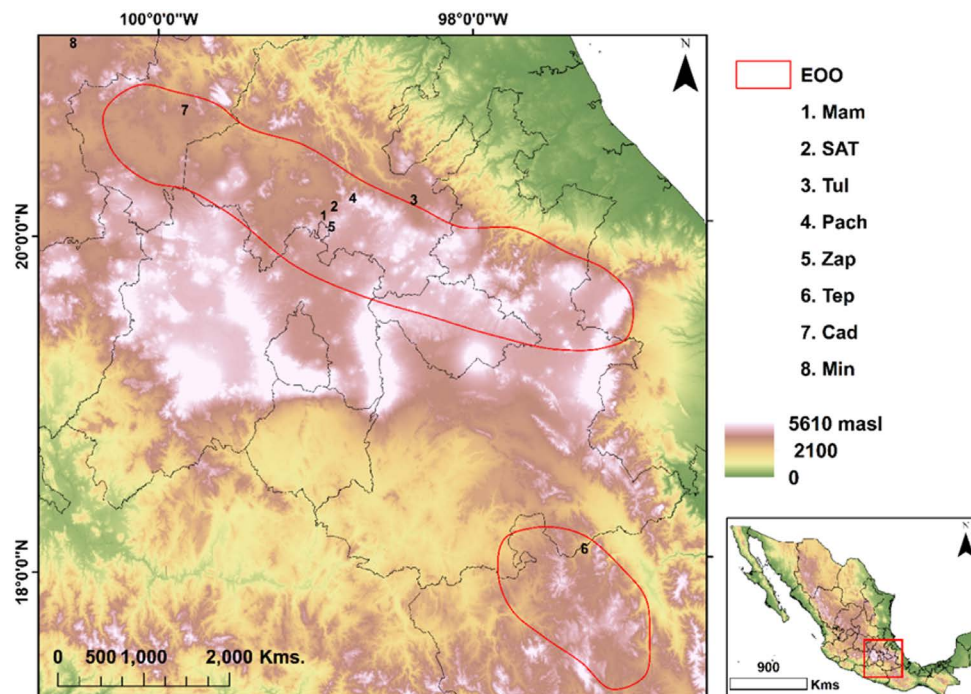 100°0'0"W 98°0'0"W
8
N
7
4
3
2
1
5
20°0'0"N
6
18°0'0"N
0 500 1,000 2,000 Kms.
EOO
1. Mam
2. SAT
3. Tul
4. Pach
5. Zap
6. Tep
7. Cad
8. Min
5610 masl
2100
0
N
900
Kms